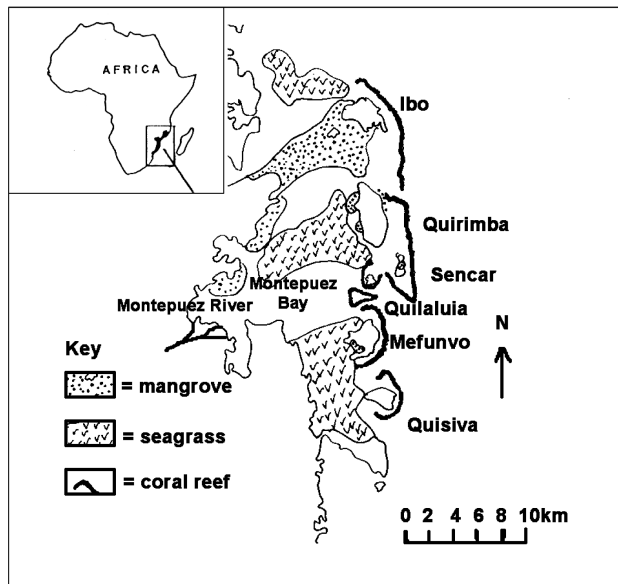 AFRICA
Ibo
Quirimba
Sencar
Montepuez
Bay
Montepuez River
Quilaluia
Mefunvo
N
Key
= mangrove
= seagrass
Quisiva
= coral reef
0 2 4 6 8 10km